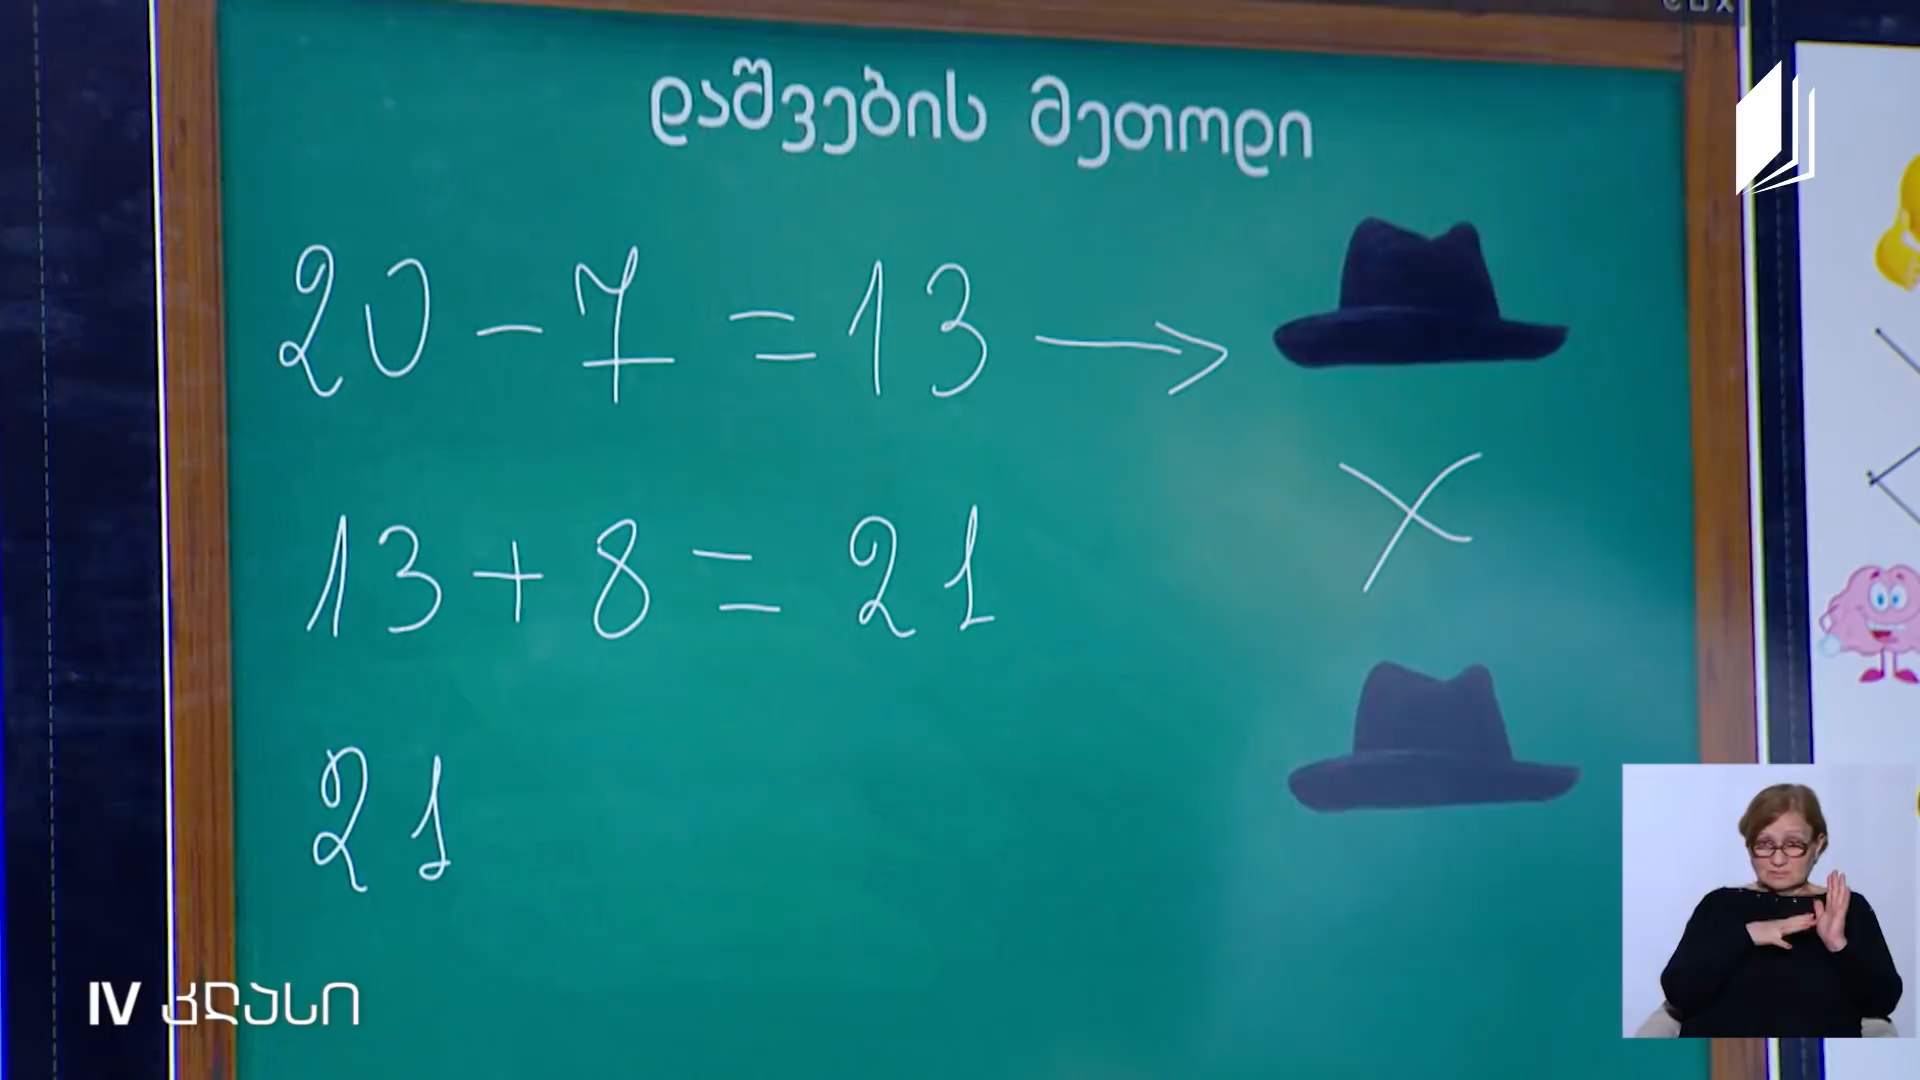 დაშვების მეთოდი
20 - 7 = 13 →
×
13 + 8 = 21
21
IV კლასი